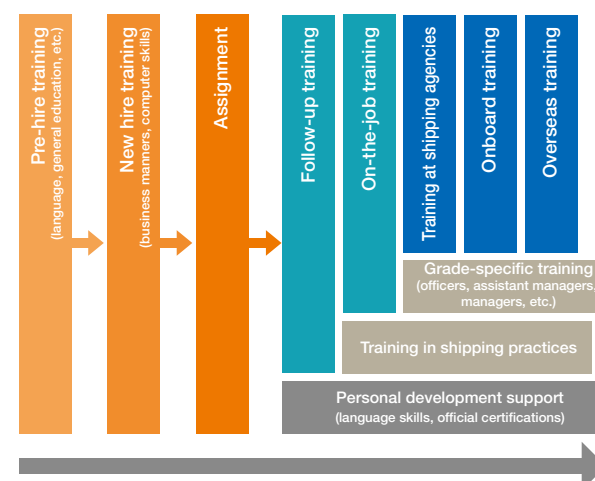 Pre-hire training
(language, general education, etc.)
New hire training
(business manners, computer skills)
Assignment
Follow-up training
On-the-job training
Training at shipping agencies
Onboard training
Overseas training
Grade-specific training
(officers, assistant managers,
managers, etc.)
Training in shipping practices
Personal development support
(language skills, official certifications)